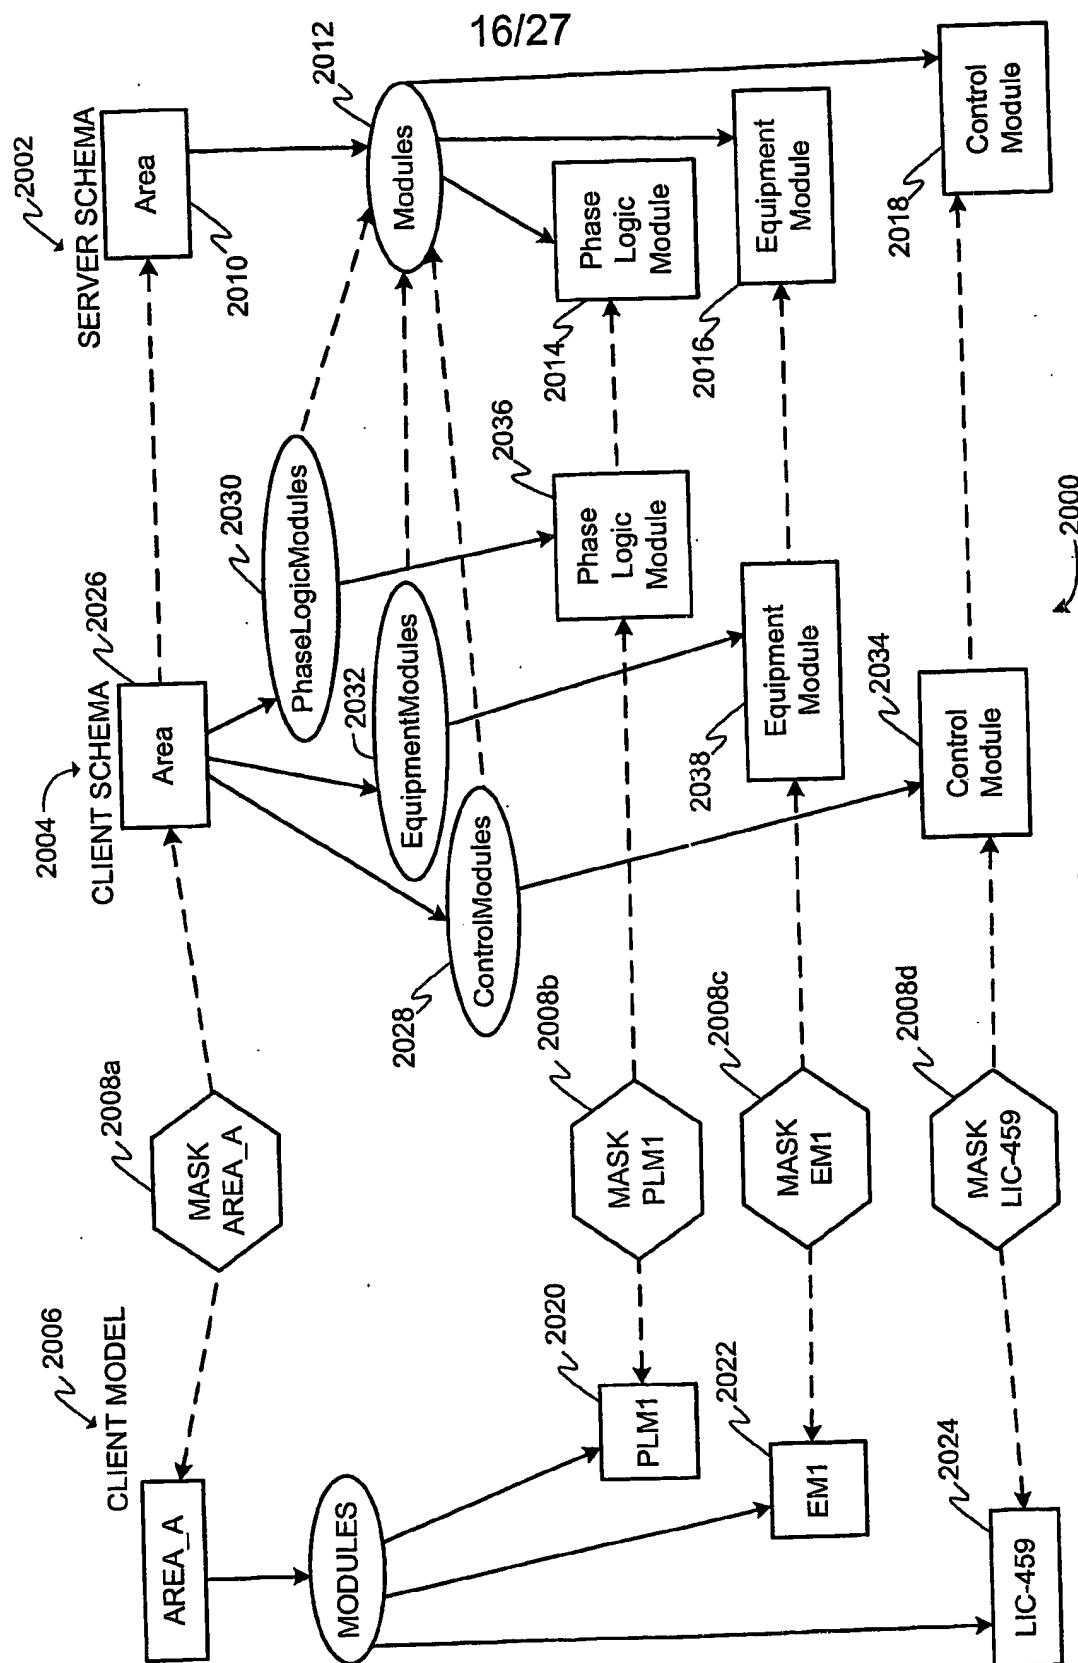 16/27
2006
CLIENT MODEL
2004
CLIENT SCHEMA
2002
SERVER SCHEMA
AREA_A
MASK
AREA_A
2008a
Area
2026
Area
2010
MODULES
PhaseLogicModules
2030
EquipmentModules
2032
ControlModules
2028
Modules
2012
PLM1
2020
MASK
PLM1
2008b
Phase
Logic
Module
2036
Phase
Logic
Module
2014
EM1
2022
MASK
EM1
2008c
Equipment
Module
2038
Equipment
Module
2016
LIC-459
2024
MASK
LIC-459
2008d
Control
Module
2034
Control
Module
2018
2000